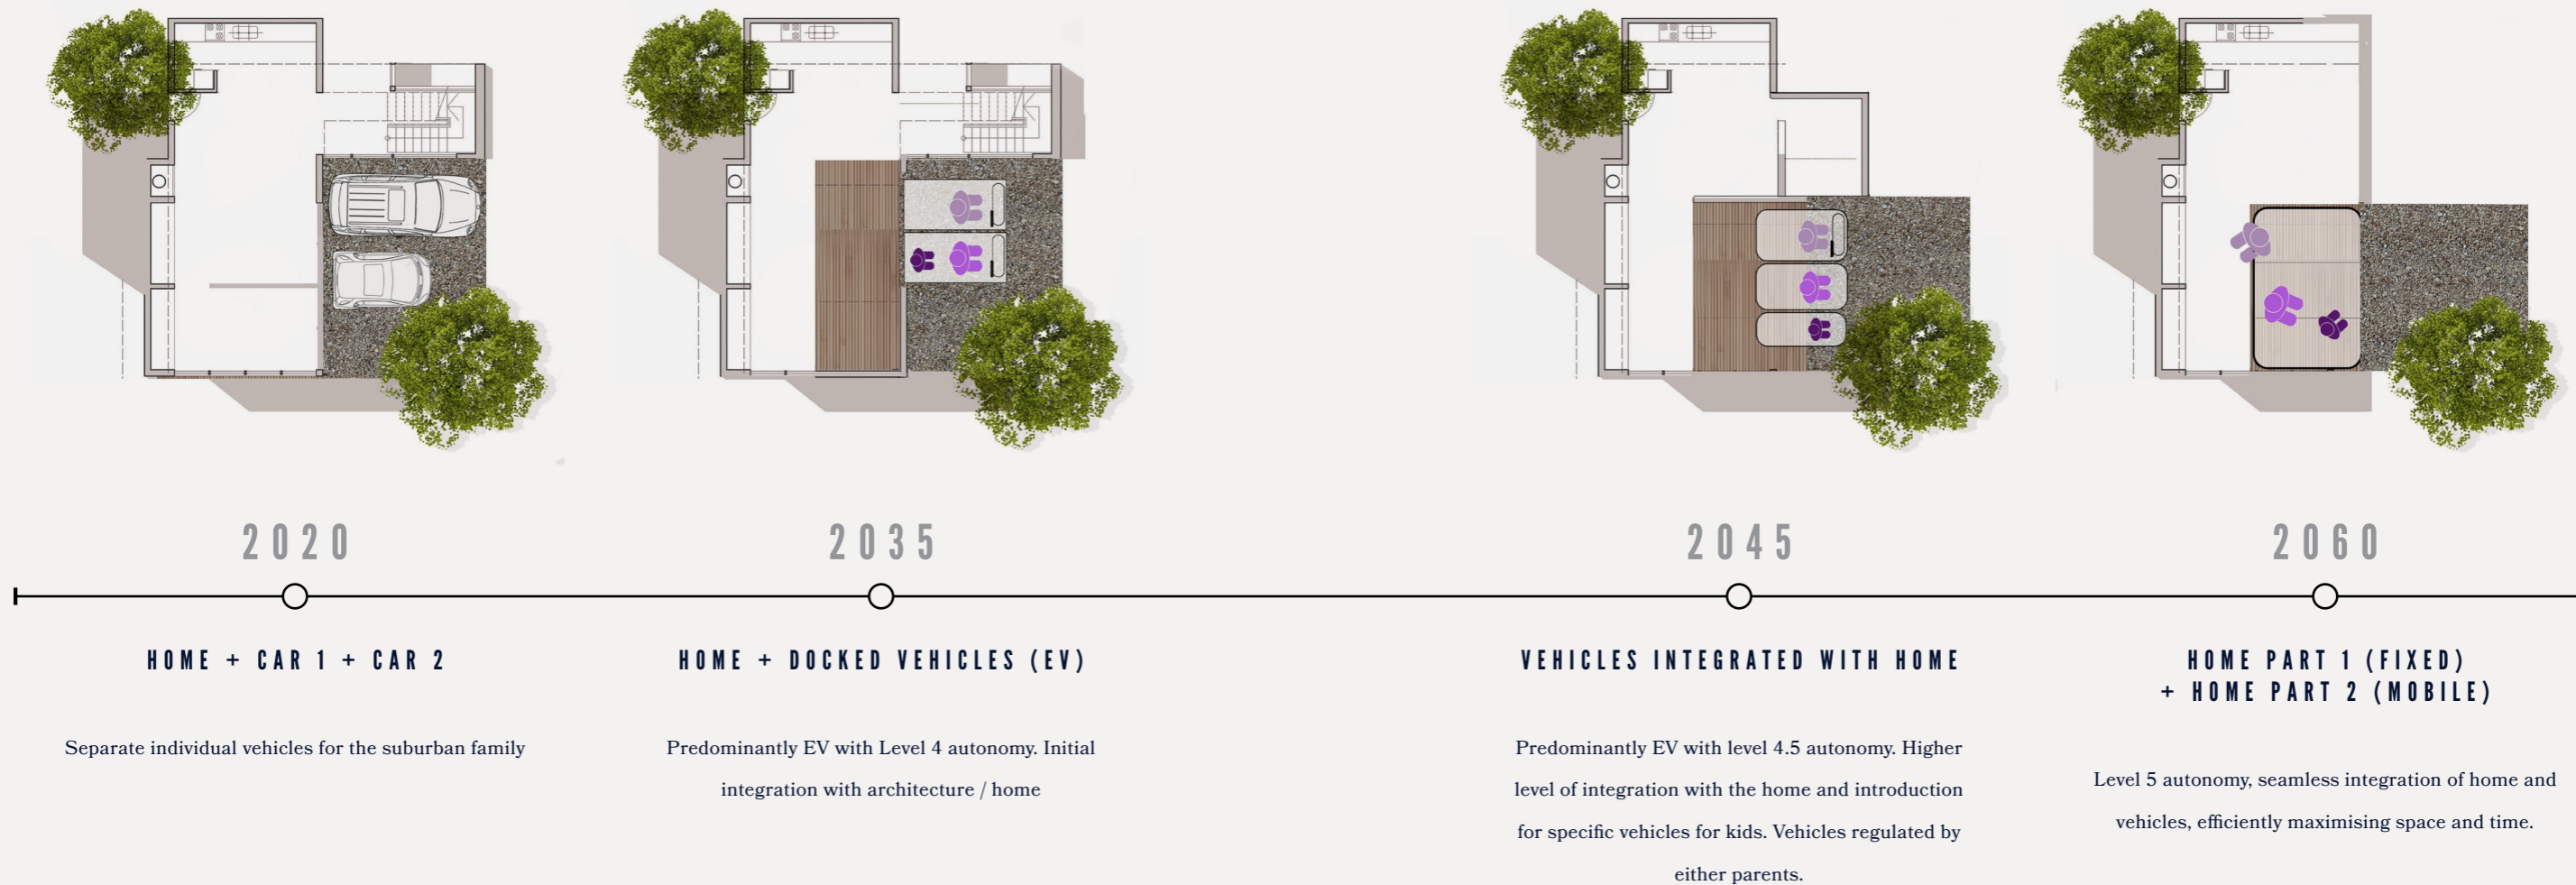 2020
2035
2045
2060
HOME + CAR 1 + CAR 2
HOME + DOCKED VEHICLES (EV)
VEHICLES INTEGRATED WITH HOME
HOME PART 1 (FIXED)
+ HOME PART 2 (MOBILE)
Separate individual vehicles for the suburban family
Predominantly EV with Level 4 autonomy. Initial
integration with architecture / home
Predominantly EV with level 4.5 autonomy. Higher
level of integration with the home and introduction
for specific vehicles for kids. Vehicles regulated by
either parents.
Level 5 autonomy, seamless integration of home and
vehicles, efficiently maximising space and time.